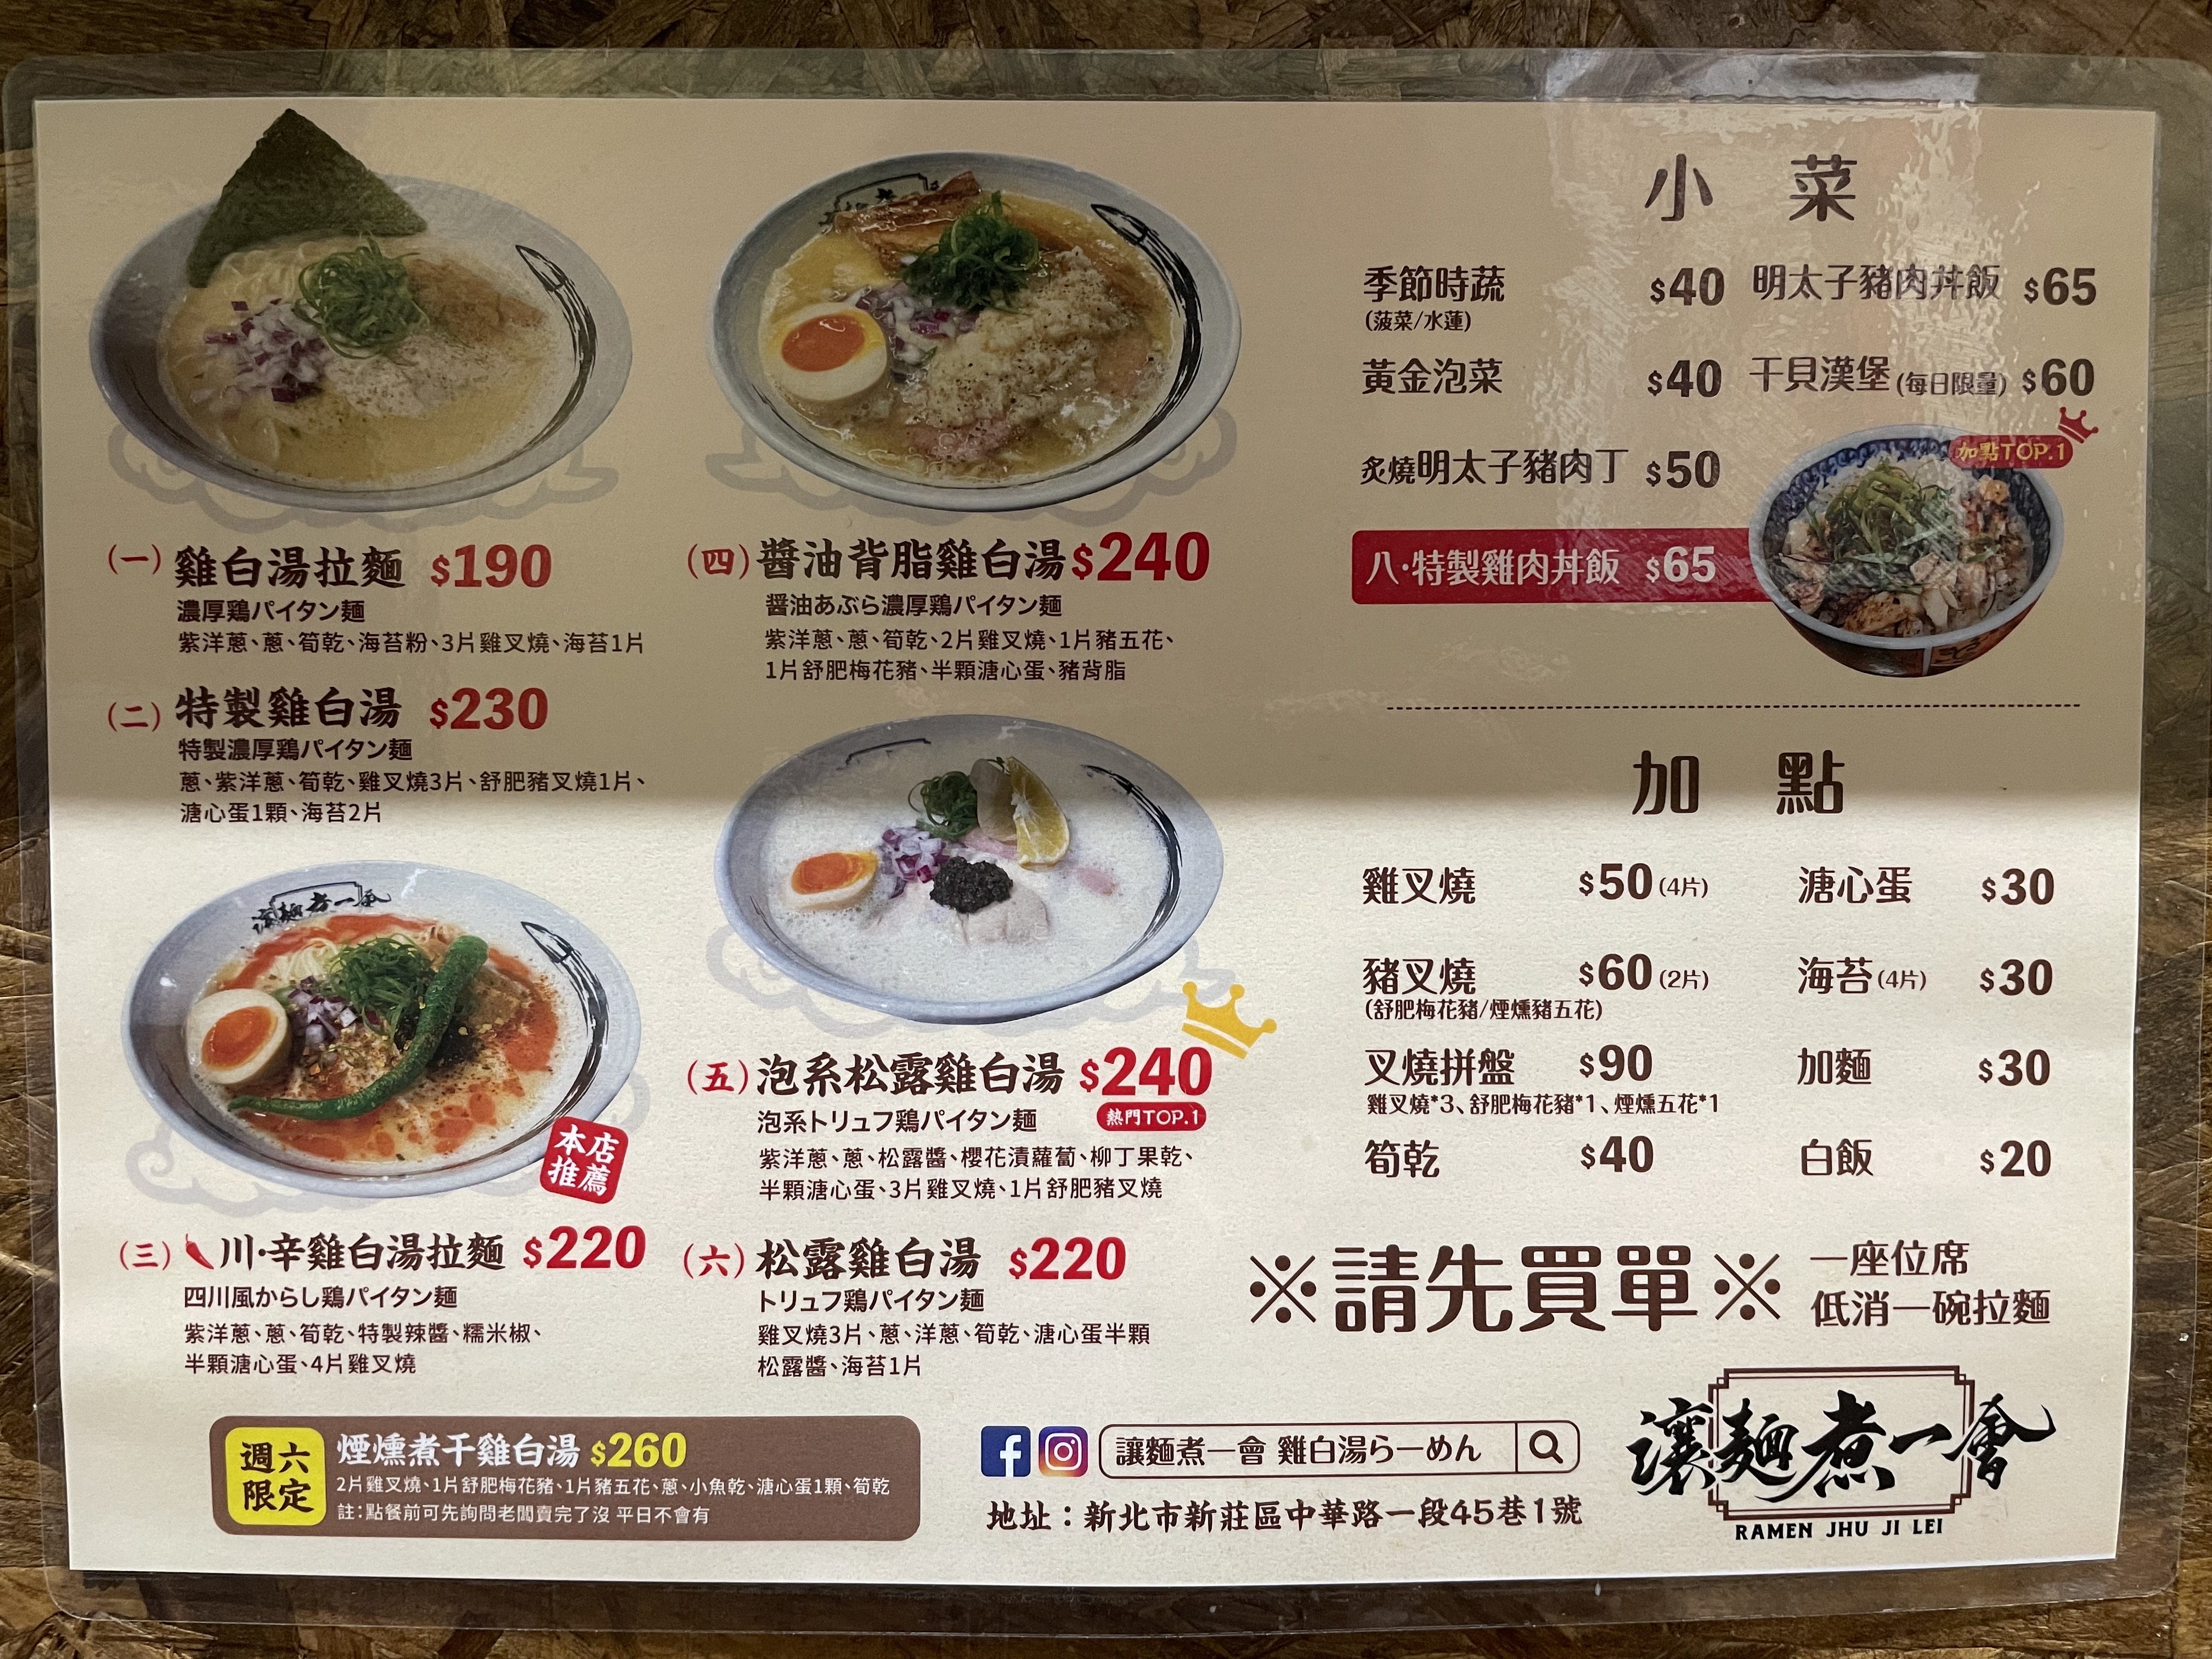 (一) 雞白湯拉麵 $190
濃厚鶏パイタン麺
紫洋蔥、蔥、筍乾、海苔粉、3片雞叉燒、海苔1片
(二) 特製雞白湯 $230
特製濃厚鶏パイタン麺
蔥、紫洋蔥、筍乾、雞叉燒3片、舒肥豬叉燒1片、
溏心蛋1顆、海苔2片
讓麵煮一會
本店
推薦
(三) 川·辛雞白湯拉麵 $220
四川風からし鶏パイタン麺
紫洋蔥、蔥、筍乾、特製辣醬、糯米椒、
半顆溏心蛋、4片雞叉燒
(四) 醬油背脂雞白湯 $240
醤油あぶら濃厚鶏パイタン麺
紫洋蔥、蔥、筍乾、2片雞叉燒、1片豬五花、
1片舒肥梅花豬、半顆溏心蛋、豬背脂
(五) 泡系松露雞白湯 $240
泡系トリュフ鶏パイタン麺 熱門TOP.1
紫洋蔥、蔥、松露醬、櫻花漬蘿蔔、柳丁果乾、
半顆溏心蛋、3片雞叉燒、1片舒肥豬叉燒
(六) 松露雞白湯 $220
トリュフ鶏パイタン麺
雞叉燒3片、蔥、洋蔥、筍乾、溏心蛋半顆
松露醬、海苔1片
週六
限定
煙燻煮干雞白湯 $260
2片雞叉燒、1片舒肥梅花豬、1片豬五花、蔥、小魚乾、溏心蛋1顆、筍乾
註:點餐前可先詢問老闆賣完了沒 平日不會有
小菜
季節時蔬 $40 明太子豬肉丼飯 $65
(菠菜/水蓮)
黃金泡菜 $40 干貝漢堡(每日限量) $60
炙燒明太子豬肉丁 $50
加點TOP.1
八·特製雞肉丼飯 $65
加點
雞叉燒 $50(4片) 溏心蛋 $30
豬叉燒 $60(2片) 海苔(4片) $30
(舒肥梅花豬/煙燻豬五花)
叉燒拼盤 $90 加麵 $30
雞叉燒*3、舒肥梅花豬*1、煙燻五花*1
筍乾 $40 白飯 $20
※請先買單※
一座位席
低消一碗拉麵
讓麵煮一會 雞白湯らーめん
地址：新北市新莊區中華路一段45巷1號
讓麵煮一會
RAMEN JHU JI LEI